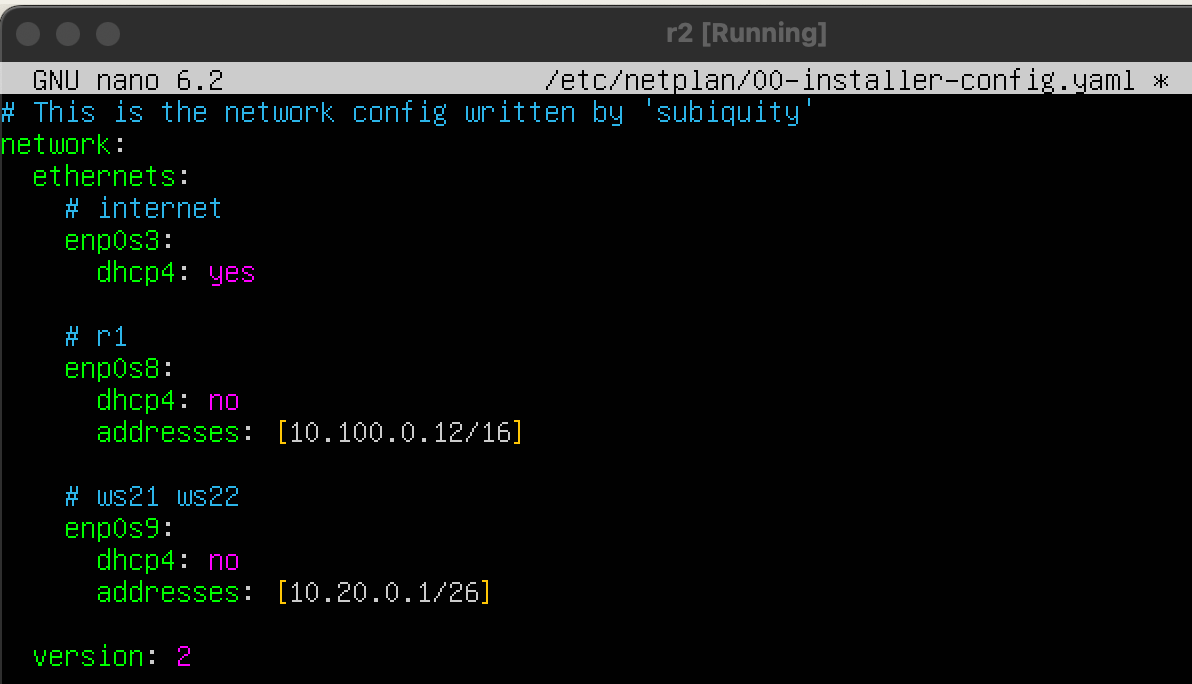 r2 [Running]
GNU nano 6.2 /etc/netplan/00-installer-config.yaml *
# This is the network config written by 'subiquity'
network:
  ethernets:
    # internet
    enp0s3:
      dhcp4: yes

    # r1
    enp0s8:
      dhcp4: no
      addresses: [10.100.0.12/16]

    # ws21 ws22
    enp0s9:
      dhcp4: no
      addresses: [10.20.0.1/26]

  version: 2